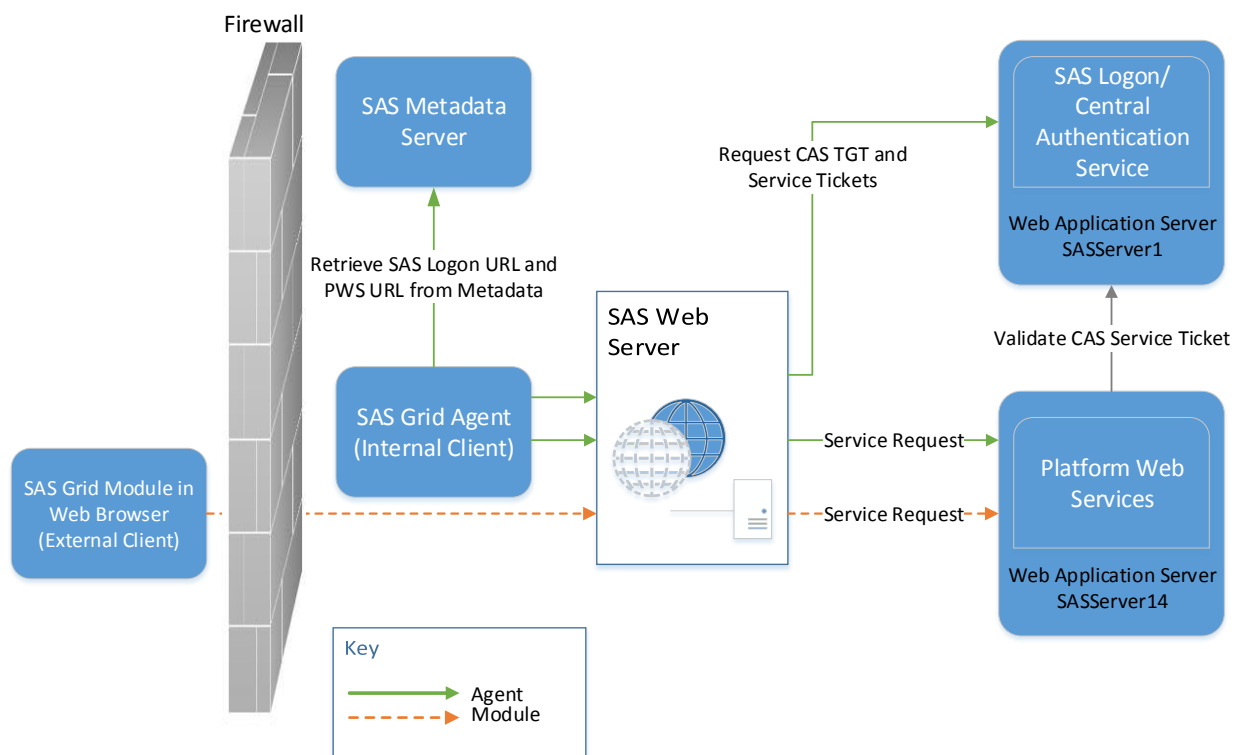 Firewall
SAS Metadata
Server
SAS Logon/
Central
Authentication
Service
Web Application Server
SASServer1
Request CAS TGT and
Service Tickets
Retrieve SAS Logon URL and
PWS URL from Metadata
SAS Web
Server
Validate CAS Service Ticket
SAS Grid Agent
(Internal Client)
Service Request
SAS Grid Module in
Web Browser
(External Client)
Service Request
Platform Web
Services
Web Application Server
SASServer14
Key
Agent
Module